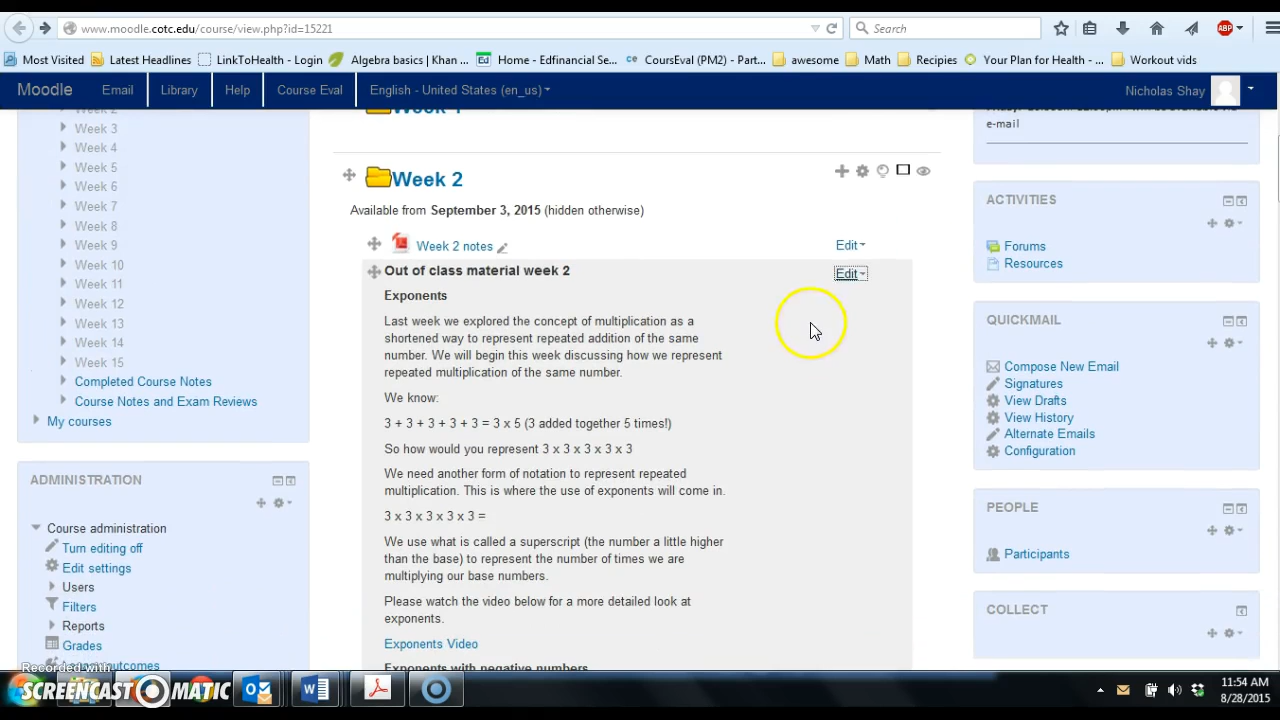 www.moodle.cotc.edu/course/view.php?id=15221
Search
ABP
Most Visited
Latest Headlines
LinkToHealth - Login
Algebra basics | Khan ...
Home - Edfinancial Se...
CoursEval (PM2) - Part...
awesome
Math
Recipies
Your Plan for Health - ...
Workout vids
Moodle
Email
Library
Help
Course Eval
English - United States (en_us)
Nicholas Shay
e-mail
Week 3
Week 4
Week 5
Week 6
Week 7
Week 8
Week 9
Week 10
Week 11
Week 12
Week 13
Week 14
Week 15
Completed Course Notes
Course Notes and Exam Reviews
My courses
ADMINISTRATION
Course administration
Turn editing off
Edit settings
Users
Filters
Reports
Grades
outcomes
Week 2
Available from September 3, 2015 (hidden otherwise)
Week 2 notes
Edit
Out of class material week 2
Edit
Exponents
Last week we explored the concept of multiplication as a
shortened way to represent repeated addition of the same
number. We will begin this week discussing how we represent
repeated multiplication of the same number.
We know:
3 + 3 + 3 + 3 + 3 = 3 x 5 (3 added together 5 times!)
So how would you represent 3 x 3 x 3 x 3 x 3
We need another form of notation to represent repeated
multiplication. This is where the use of exponents will come in.
3 x 3 x 3 x 3 x 3 =
We use what is called a superscript (the number a little higher
than the base) to represent the number of times we are
multiplying our base numbers.
Please watch the video below for a more detailed look at
exponents.
Exponents Video
Exponents with negative numbers
ACTIVITIES
Forums
Resources
QUICKMAIL
Compose New Email
Signatures
View Drafts
View History
Alternate Emails
Configuration
PEOPLE
Participants
COLLECT
Recorded with
SCREENCAST MATIC
11:54 AM
8/28/2015